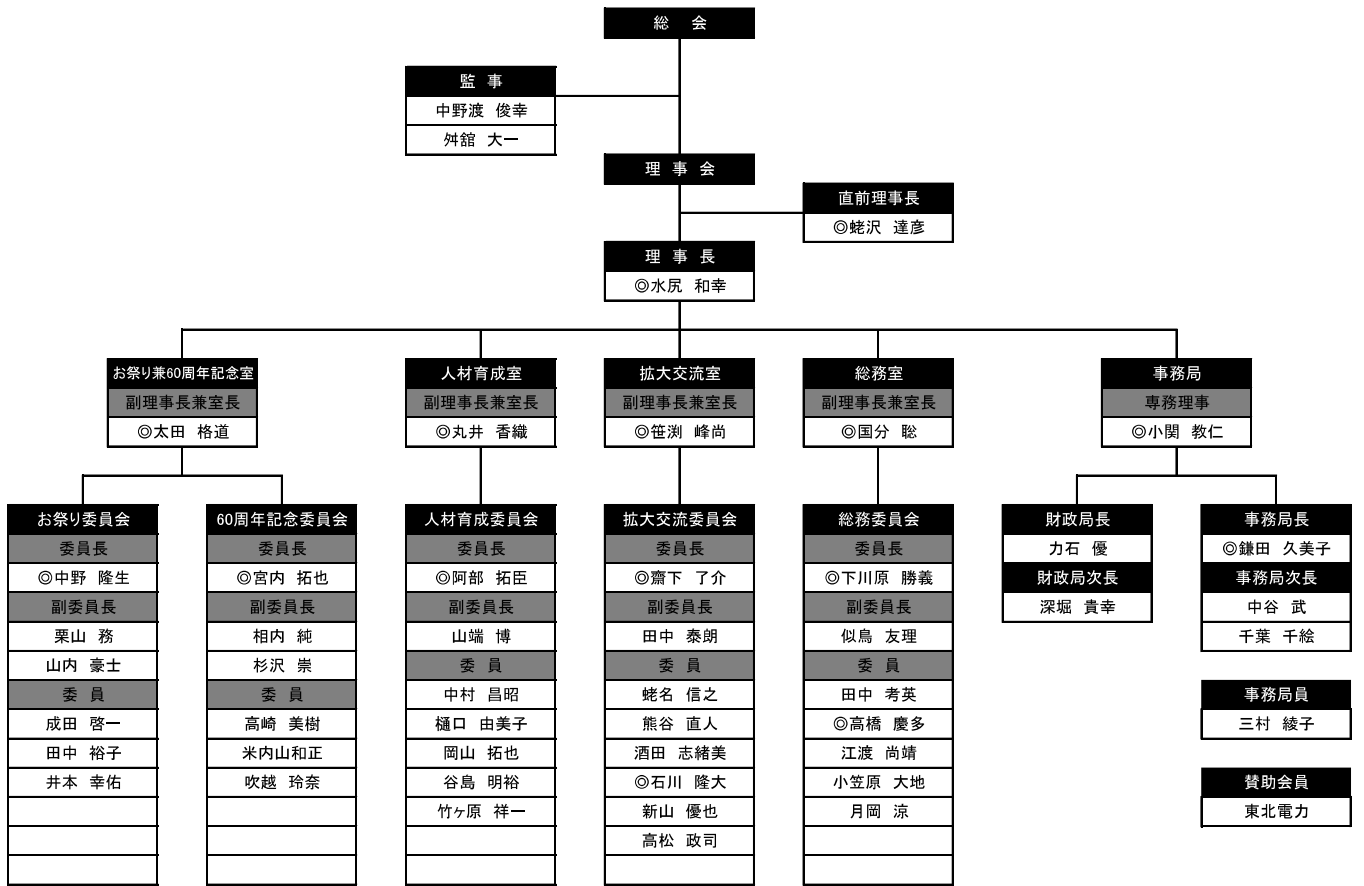 総 会
監 事
中野渡 俊幸
舛舘 大一
理 事 会
直前理事長
◎蛯沢 達彦
理 事 長
◎水尻 和幸
お祭り兼60周年記念室
副理事長兼室長
◎太田 格道
人材育成室
副理事長兼室長
◎丸井 香織
拡大交流室
副理事長兼室長
◎笹渕 峰尚
総務室
副理事長兼室長
◎国分 聡
事務局
専務理事
◎小関 教仁
お祭り委員会
委員長
◎中野 隆生
副委員長
栗山 務
山内 豪士
委 員
成田 啓一
田中 裕子
井本 幸佑
60周年記念委員会
委員長
◎宮内 拓也
副委員長
相内 純
杉沢 崇
委 員
高崎 美樹
米内山和正
吹越 玲奈
人材育成委員会
委員長
◎阿部 拓臣
副委員長
山端 博
委 員
中村 昌昭
樋口 由美子
岡山 拓也
谷島 明裕
竹ヶ原 祥一
拡大交流委員会
委員長
◎齋下 了介
副委員長
田中 泰朗
委 員
蛯名 信之
熊谷 直人
酒田 志緒美
◎石川 隆大
新山 優也
高松 政司
総務委員会
委員長
◎下川原 勝義
副委員長
似鳥 友理
委 員
田中 考英
◎高橋 慶多
江渡 尚靖
小笠原 大地
月岡 涼
財政局長
力石 優
財政局次長
深堀 貴幸
事務局長
◎鎌田 久美子
事務局次長
中谷 武
千葉 千絵
事務局員
三村 綾子
賛助会員
東北電力